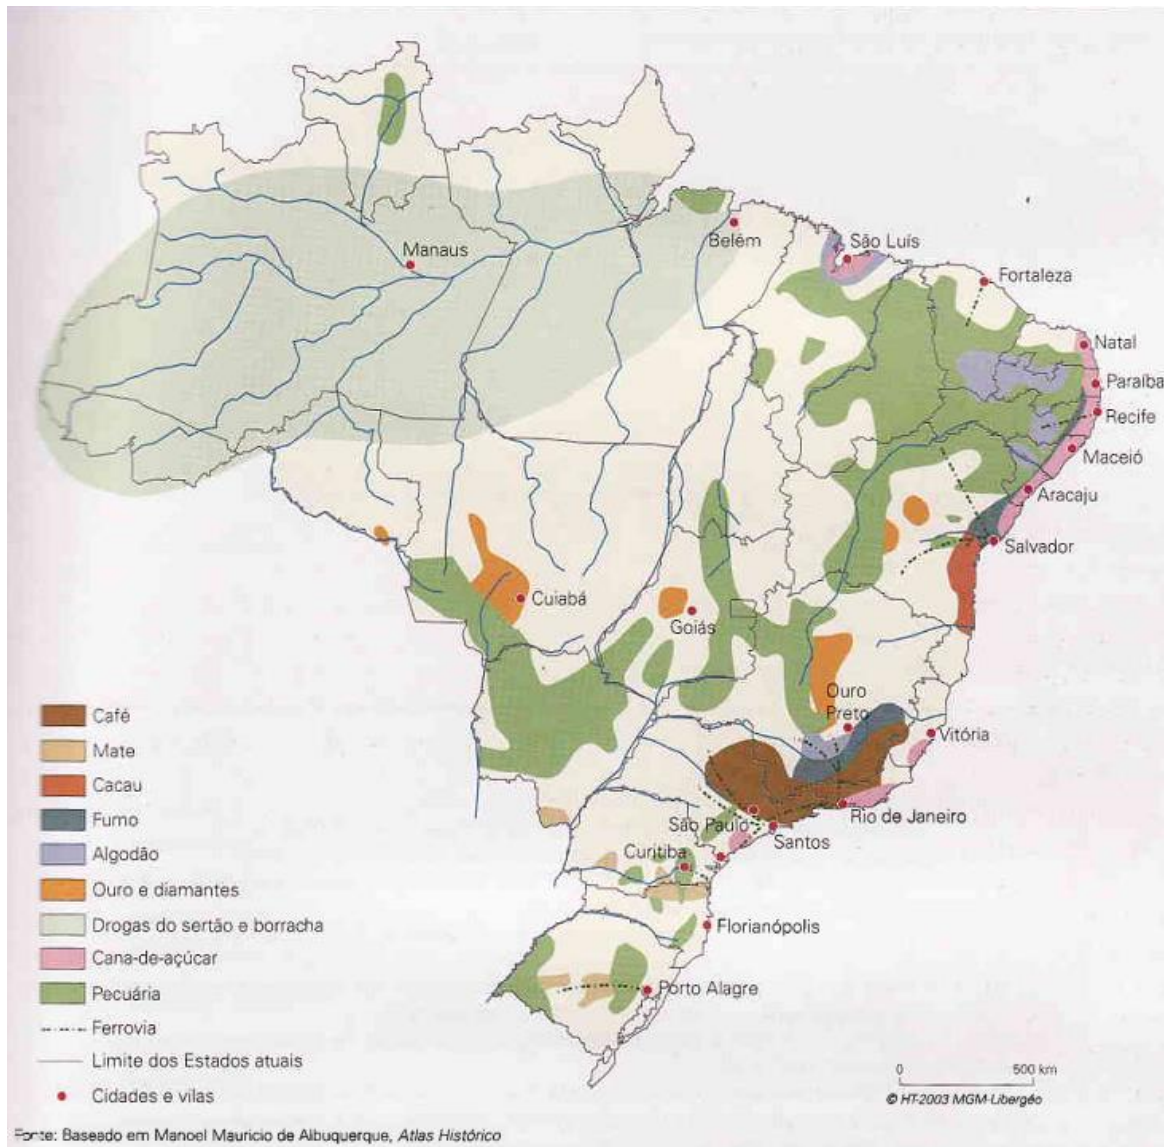 Manaus
Belém
São Luís
Fortaleza
Natal
Paraíba
Recife
Maceió
Aracaju
Salvador
Cuiabá
Goiás
Ouro
Preto
Vitória
São Paulo
Rio de Janeiro
Santos
Curitiba
Florianópolis
Porto Alagre
Café
Mate
Cacau
Fumo
Algodão
Ouro e diamantes
Drogas do sertão e borracha
Cana-de-açúcar
Pecuária
Ferrovia
Limite dos Estados atuais
Cidades e vilas
0 500 km
© HT-2003 MGM-Libergéo
Fonte: Baseado em Manoel Mauricio de Albuquerque, Atlas Histórico